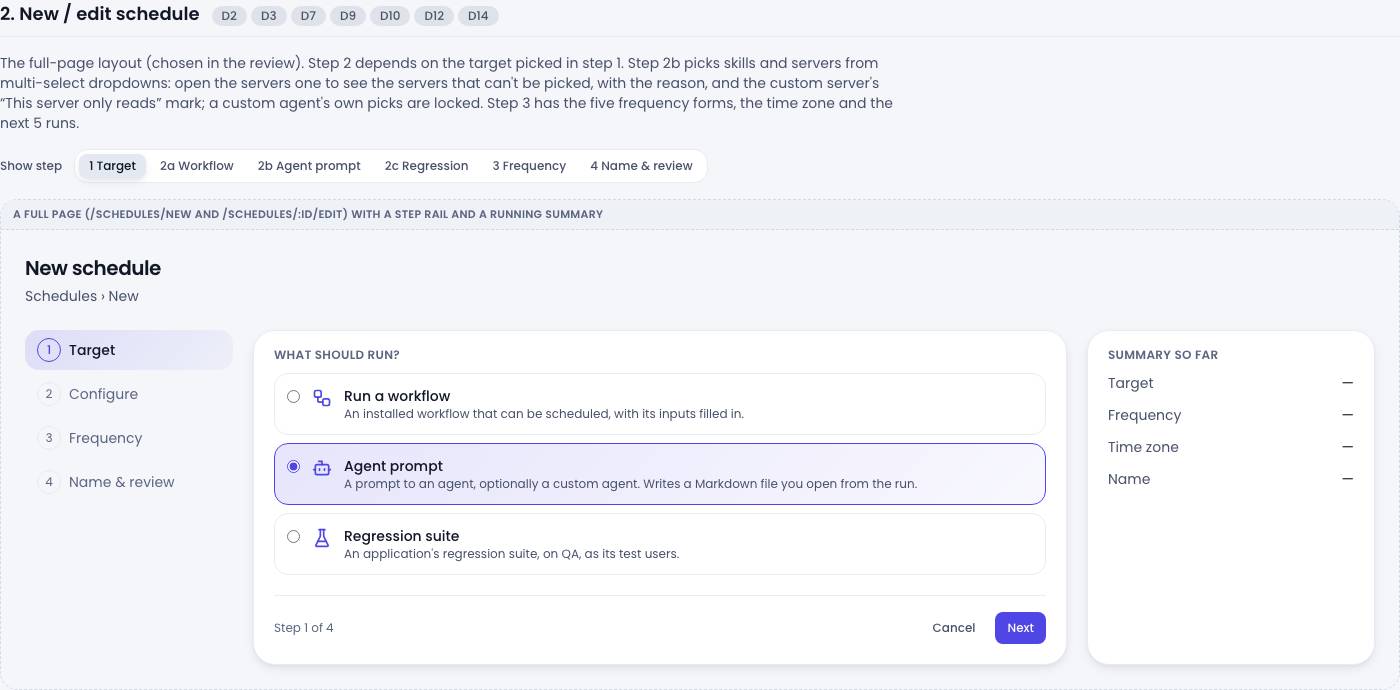 2. New / edit schedule D2 D3 D7 D9 D10 D12 D14
The full-page layout (chosen in the review). Step 2 depends on the target picked in step 1. Step 2b picks skills and servers from
multi-select dropdowns: open the servers one to see the servers that can't be picked, with the reason, and the custom server's
“This server only reads” mark; a custom agent's own picks are locked. Step 3 has the five frequency forms, the time zone and the
next 5 runs.
Show step 1 Target 2a Workflow 2b Agent prompt 2c Regression 3 Frequency 4 Name & review
A FULL PAGE (/SCHEDULES/NEW AND /SCHEDULES/:ID/EDIT) WITH A STEP RAIL AND A RUNNING SUMMARY
New schedule
Schedules › New
1 Target
2 Configure
3 Frequency
4 Name & review
WHAT SHOULD RUN?
Run a workflow
An installed workflow that can be scheduled, with its inputs filled in.
Agent prompt
A prompt to an agent, optionally a custom agent. Writes a Markdown file you open from the run.
Regression suite
An application's regression suite, on QA, as its test users.
Step 1 of 4 Cancel Next
SUMMARY SO FAR
Target —
Frequency —
Time zone —
Name —